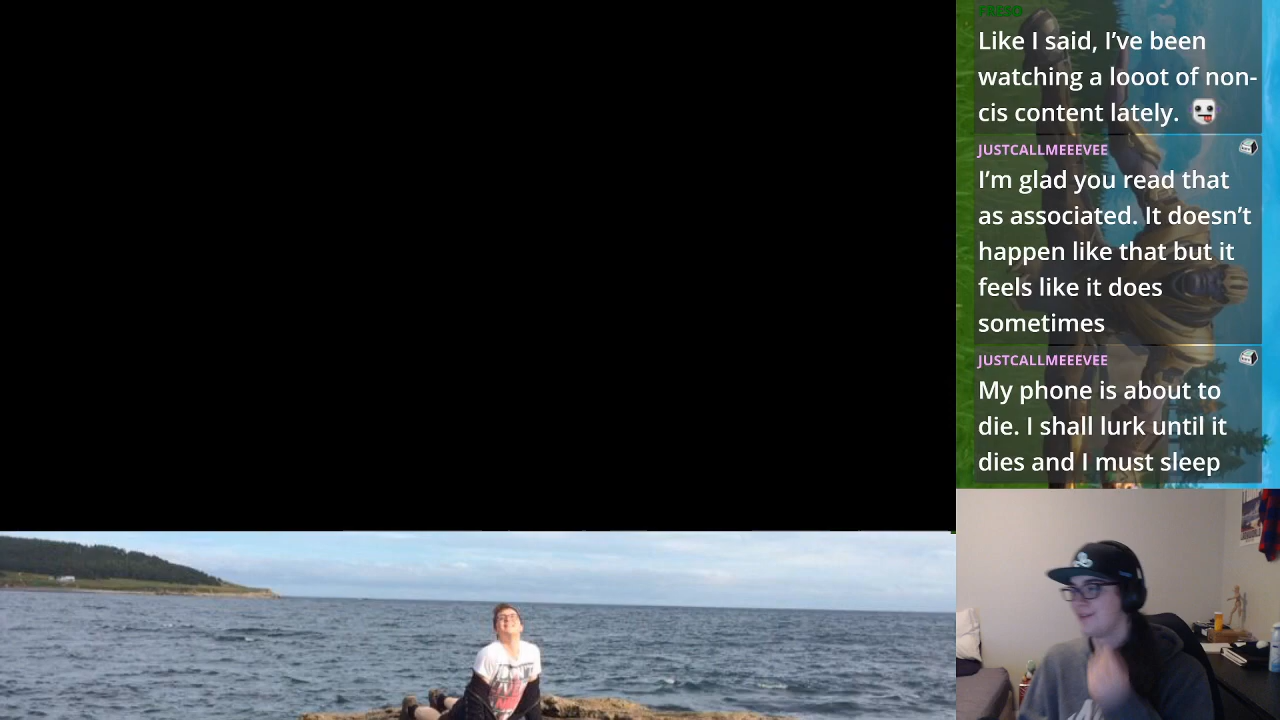 FRESO
Like I said, I've been
watching a looot of non-
cis content lately.
JUSTCALLMEEEVEE
I'm glad you read that
as associated. It doesn't
happen like that but it
feels like it does
sometimes
JUSTCALLMEEEVEE
My phone is about to
die. I shall lurk until it
dies and I must sleep